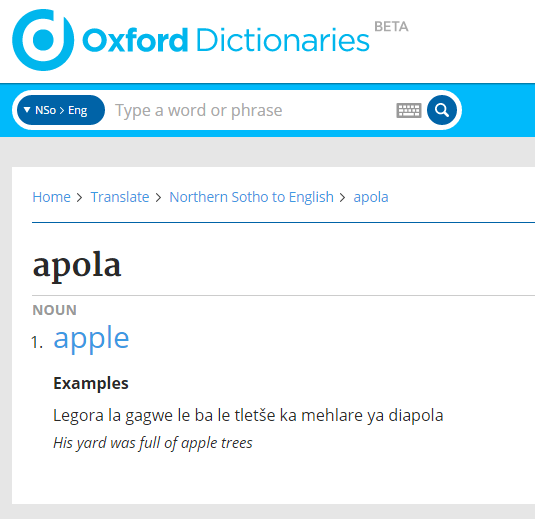 Oxford Dictionaries BETA
NSo > Eng Type a word or phrase
Home > Translate > Northern Sotho to English > apola
apola
NOUN
1. apple
Examples
Legora la gagwe le ba le tletše ka mehlare ya diapola
His yard was full of apple trees